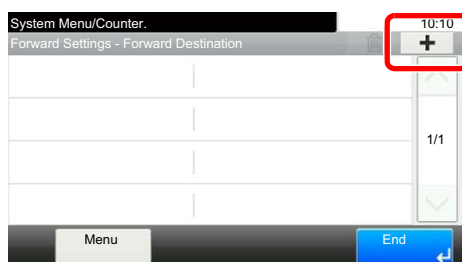 System Menu/Counter. 10:10
Forward Settings - Forward Destination +
1/1
Menu End